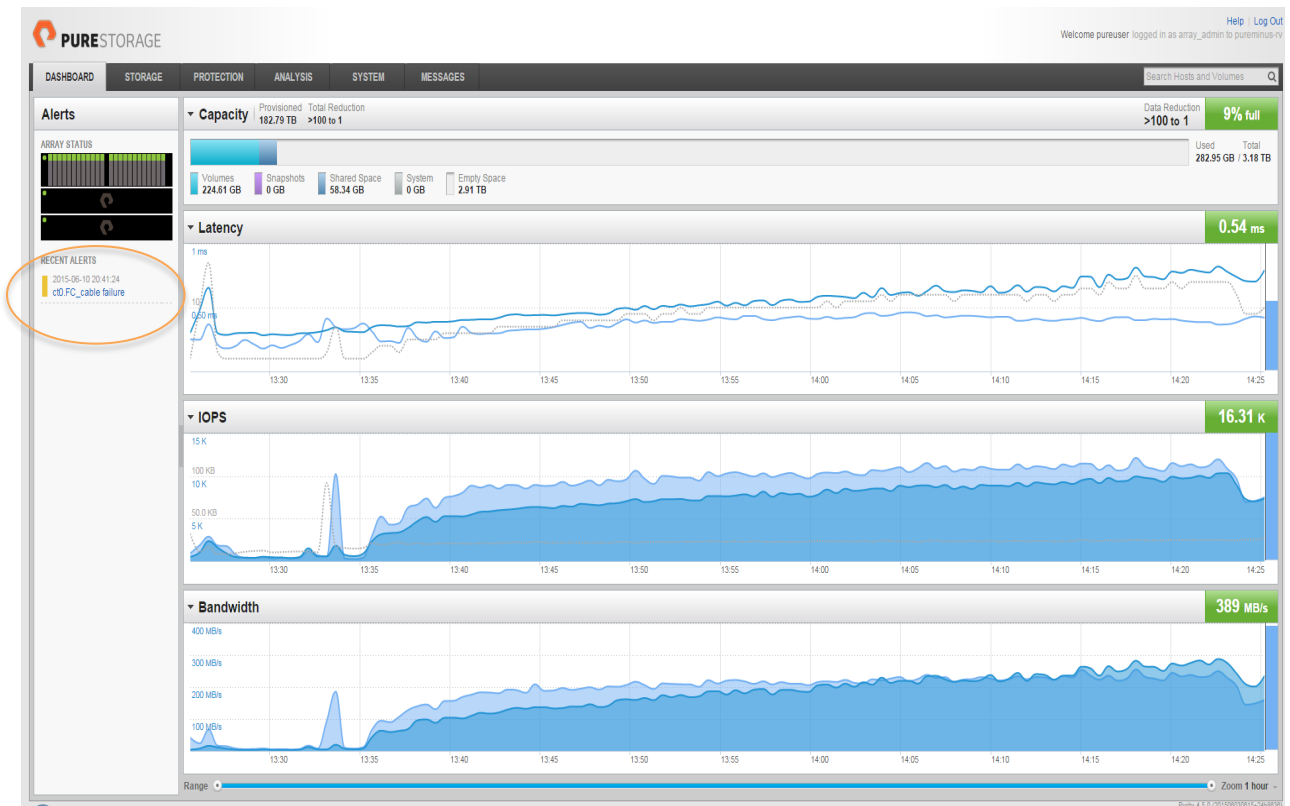 Help | Log Out
PURESTORAGE
Welcome pureuser logged in as array_admin to pureminus-rv
DASHBOARD STORAGE PROTECTION ANALYSIS SYSTEM MESSAGES
Search Hosts and Volumes
Alerts
ARRAY STATUS
RECENT ALERTS
2015-06-10 20:41:24
ct0.FC_cable failure
Capacity
Provisioned Total Reduction
182.79 TB >100 to 1
Data Reduction
>100 to 1
9% full
Used Total
282.95 GB / 3.18 TB
Volumes Snapshots Shared Space System Empty Space
224.61 GB 0 GB 58.34 GB 0 GB 2.91 TB
Latency
0.54 ms
1 ms
0.50 ms
13:30 13:35 13:40 13:45 13:50 13:55 14:00 14:05 14:10 14:15 14:20 14:25
IOPS
16.31 K
15 K
100 KB
10 K
50.0 KB
5 K
13:30 13:35 13:40 13:45 13:50 13:55 14:00 14:05 14:10 14:15 14:20 14:25
Bandwidth
389 MB/s
400 MB/s
300 MB/s
200 MB/s
100 MB/s
13:30 13:35 13:40 13:45 13:50 13:55 14:00 14:05 14:10 14:15 14:20 14:25
Range
Zoom 1 hour